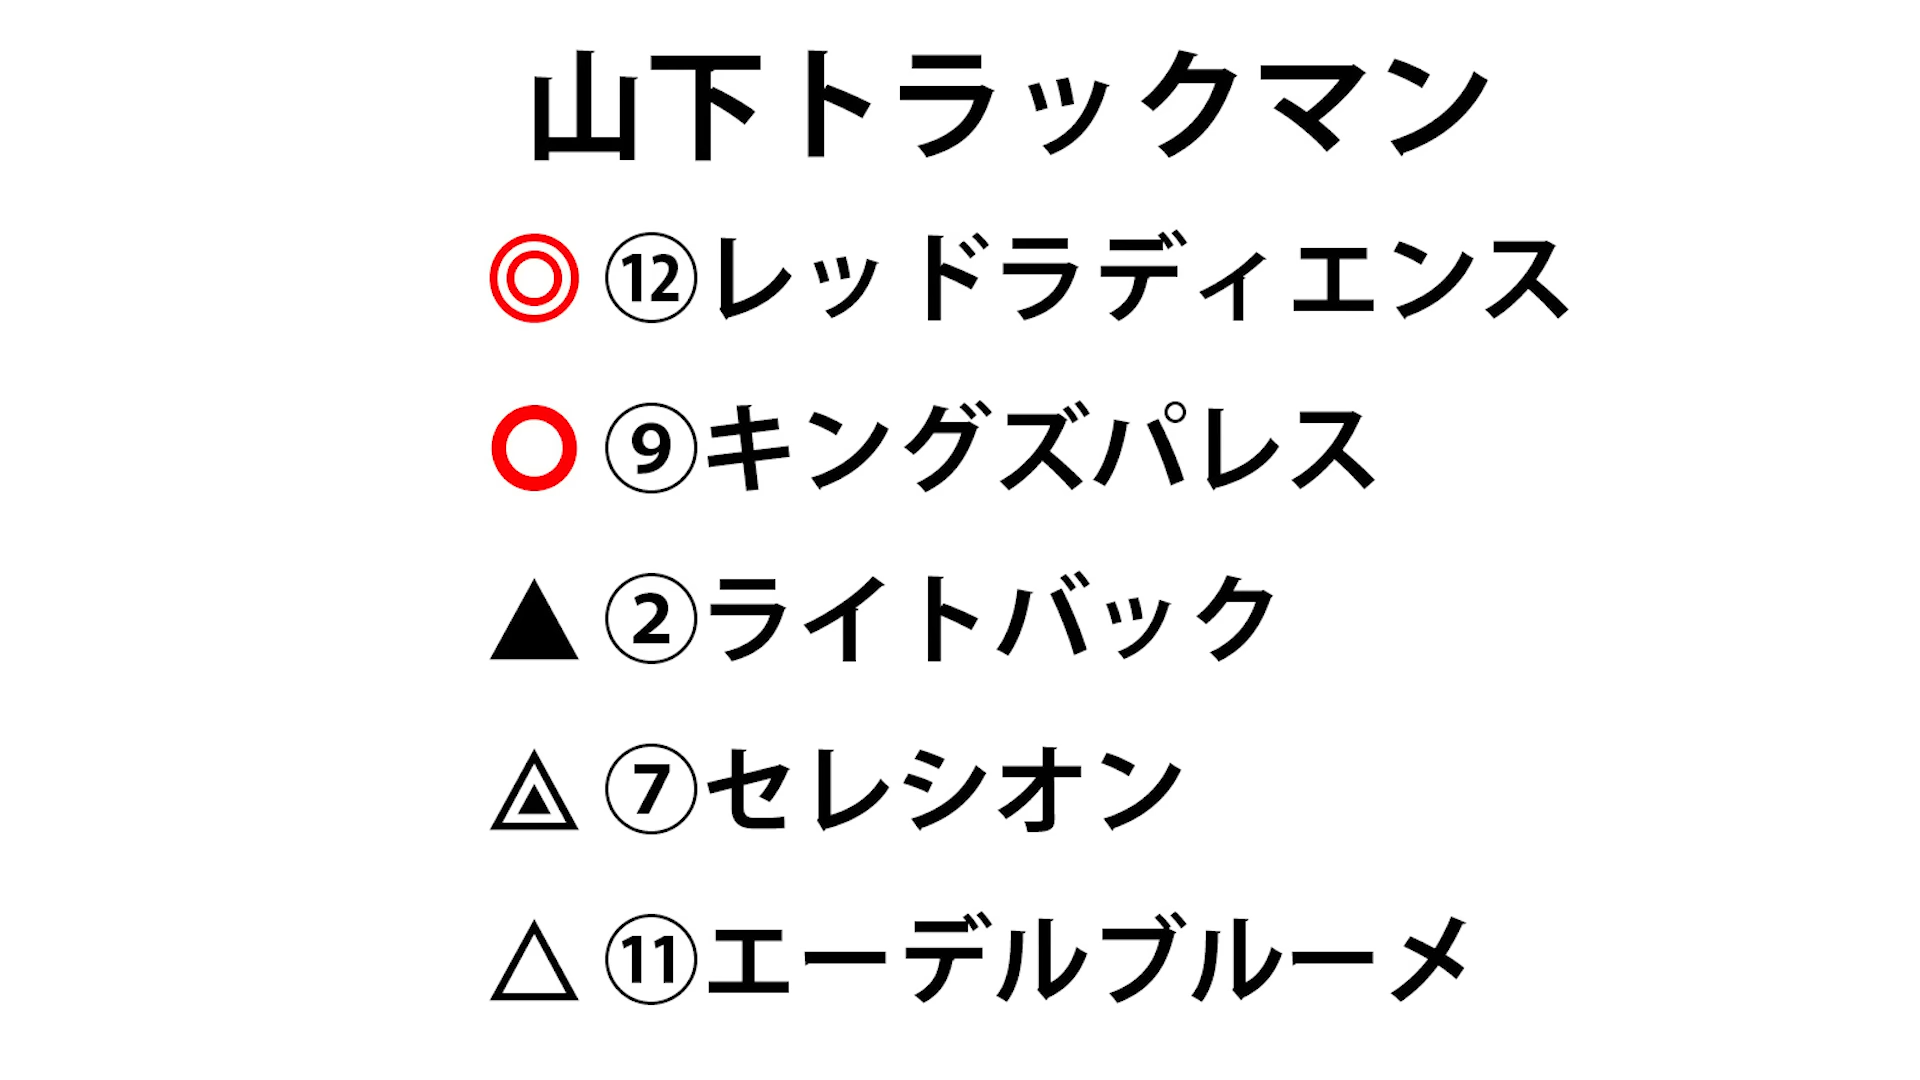 山下トラックマン
◎ ⑫レッドラディエンス
○ ⑨キングズパレス
▲ ②ライトバック
△ ⑦セレシオン
△ ⑪エーデルブルーメ